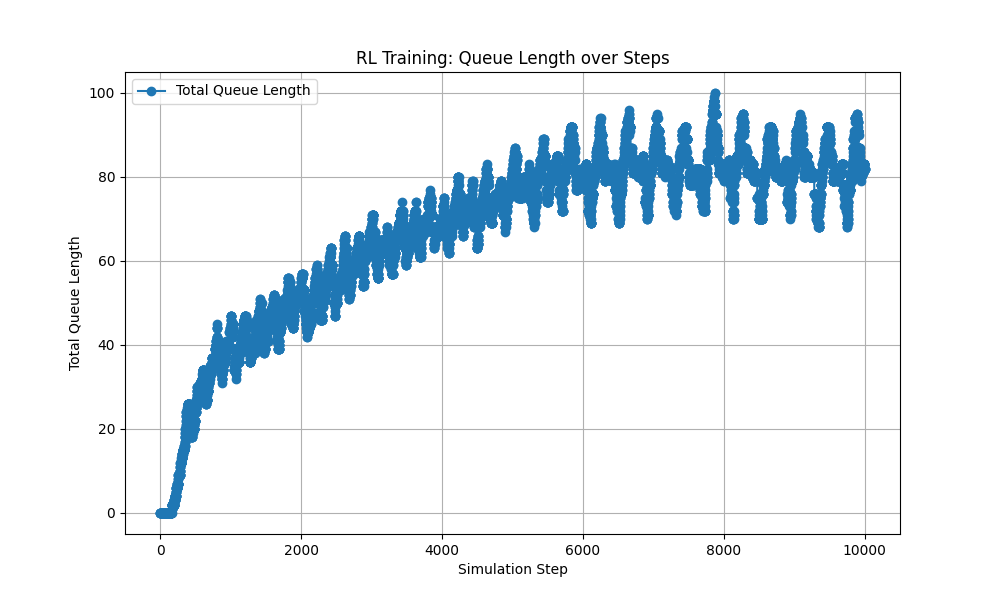 RL Training: Queue Length over Steps
Total Queue Length
100
80
60
40
20
0
Total Queue Length
0 2000 4000 6000 8000 10000
Simulation Step